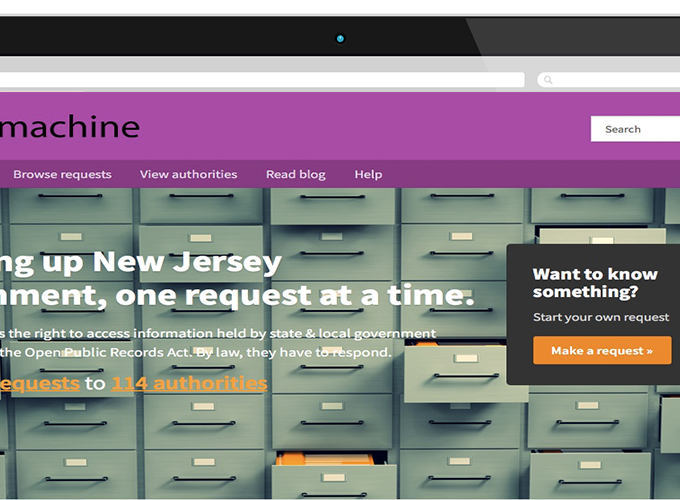 machine
Search
Browse requests View authorities Read blog Help
ng up New Jersey
nment, one request at a time.
s the right to access information held by state & local government
the Open Public Records Act. By law, they have to respond.
equests to 114 authorities
Want to know
something?
Start your own request
Make a request »